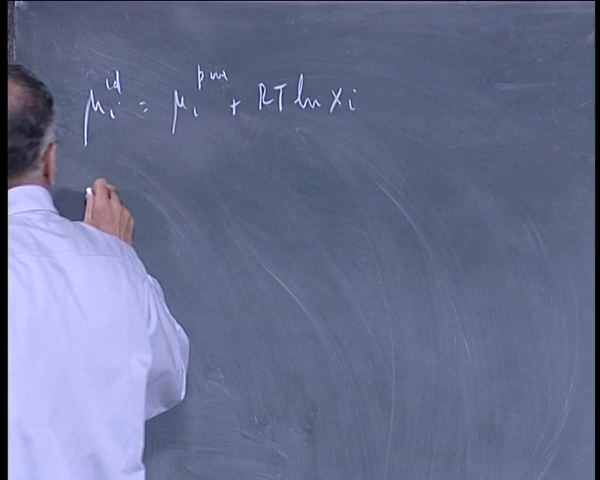 μᵢ^id = μᵢ^pure + RT ln xᵢ